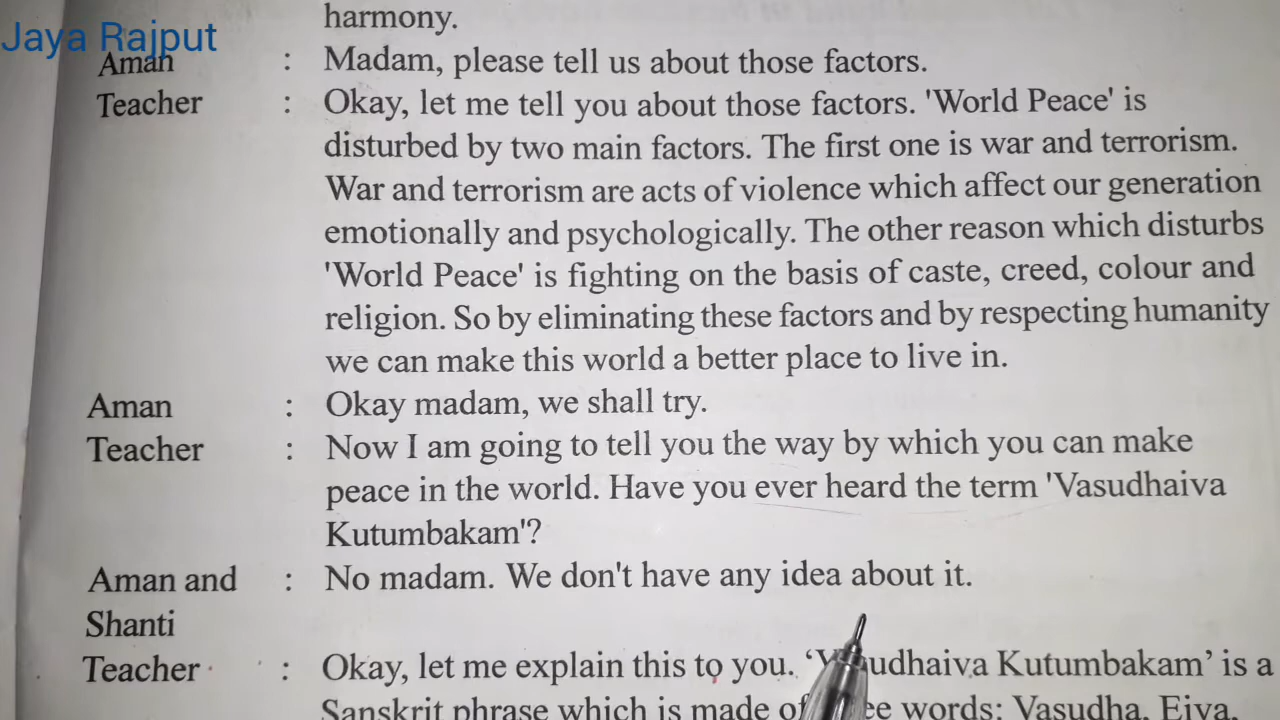 harmony.
Jaya Rajput
Aman : Madam, please tell us about those factors.
Teacher : Okay, let me tell you about those factors. 'World Peace' is
disturbed by two main factors. The first one is war and terrorism.
War and terrorism are acts of violence which affect our generation
emotionally and psychologically. The other reason which disturbs
'World Peace' is fighting on the basis of caste, creed, colour and
religion. So by eliminating these factors and by respecting humanity
we can make this world a better place to live in.
Aman : Okay madam, we shall try.
Teacher : Now I am going to tell you the way by which you can make
peace in the world. Have you ever heard the term 'Vasudhaiva
Kutumbakam'?
Aman and : No madam. We don't have any idea about it.
Shanti
Teacher : Okay, let me explain this to you. ‘Vasudhaiva Kutumbakam’ is a
Sanskrit phrase which is made of words: Vasudha, Eiva,